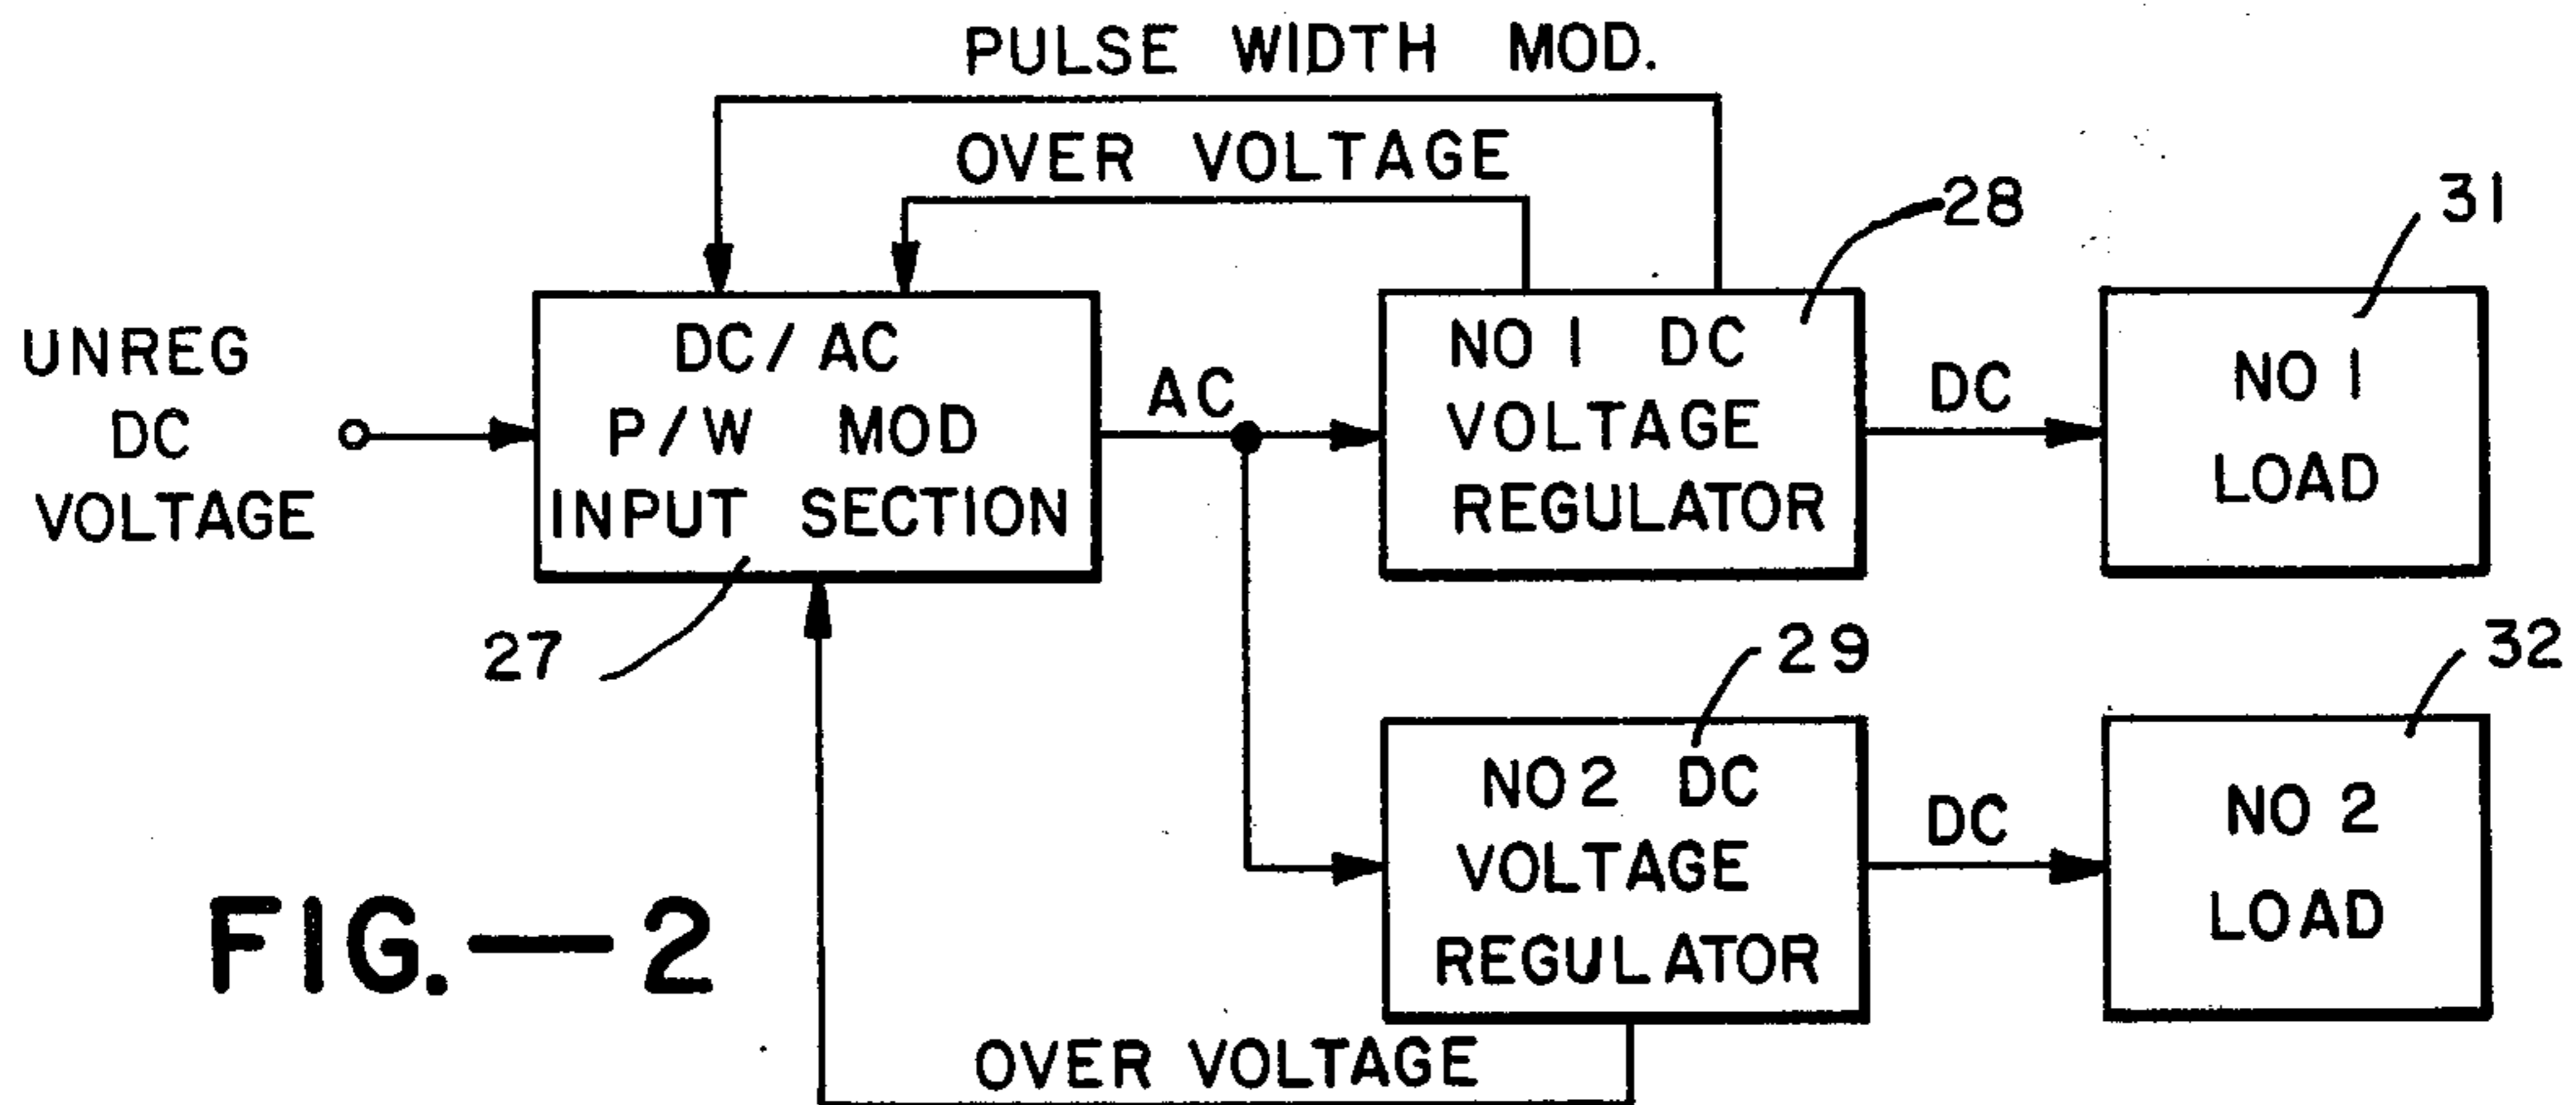 PULSE WIDTH MOD.
OVER VOLTAGE
28
31
UNREG
DC
VOLTAGE
DC/AC
P/W MOD
INPUT SECTION
27
AC
NO 1 DC
VOLTAGE
REGULATOR
DC
NO 1
LOAD
29
32
NO 2 DC
VOLTAGE
REGULATOR
DC
NO 2
LOAD
OVER VOLTAGE
FIG.—2